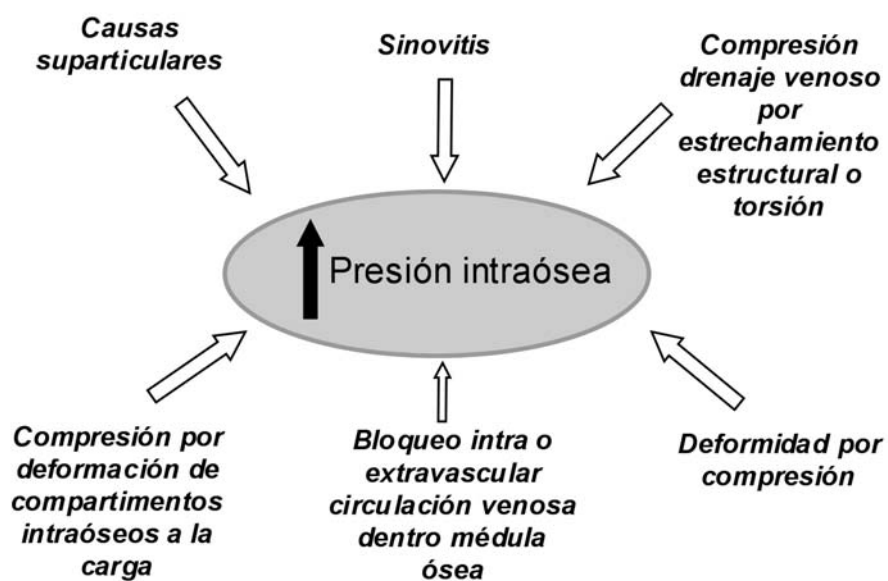 Causas
suparticulares
Sinovitis
Compresión
drenaje venoso
por
estrechamiento
estructural o
torsión
Presión intraósea
Compresión por
deformación de
compartimentos
intraóseos a la
carga
Bloqueo intra o
extravascular
circulación venosa
dentro médula
ósea
Deformidad por
compresión